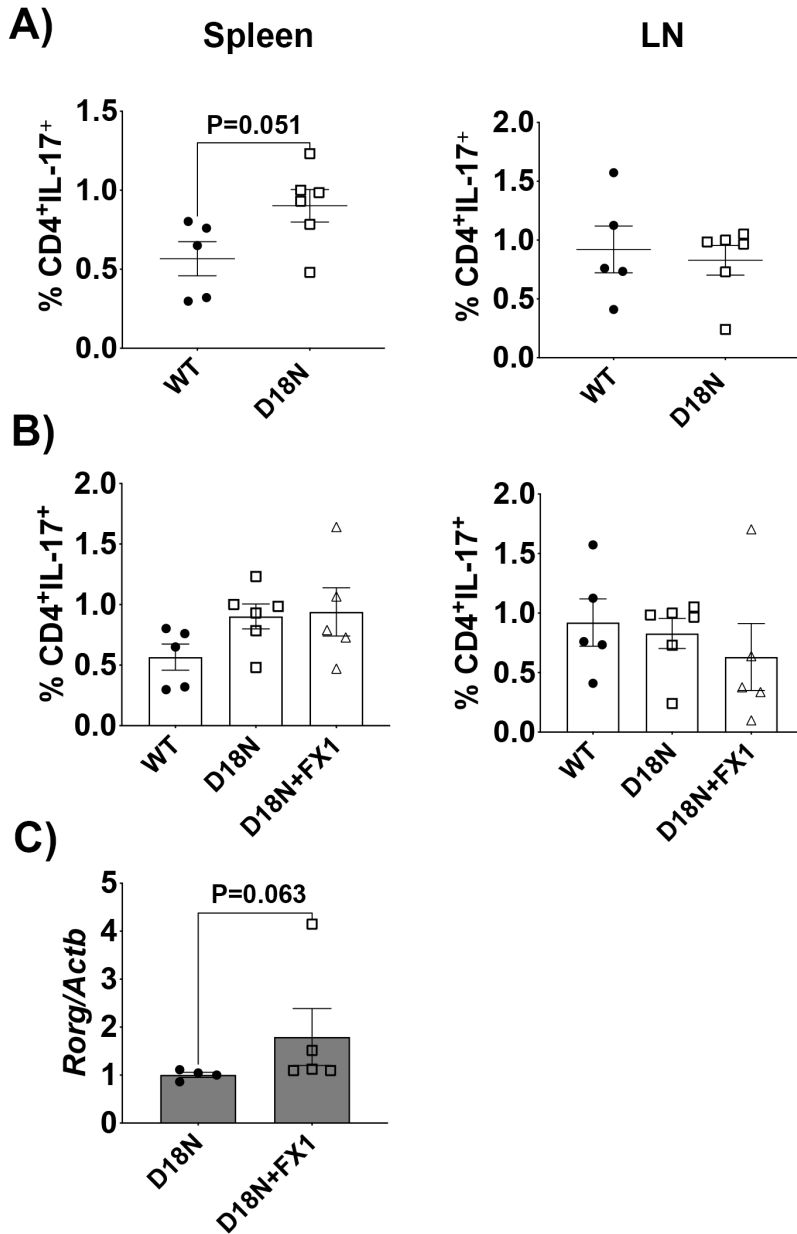 A)
Spleen
LN
% CD4⁺IL-17⁺
1.5
1.0
0.5
0.0
P=0.051
WT
D18N
% CD4⁺IL-17⁺
2.0
1.5
1.0
0.5
0.0
WT
D18N
B)
% CD4⁺IL-17⁺
2.0
1.5
1.0
0.5
0.0
WT
D18N
D18N+FX1
% CD4⁺IL-17⁺
2.0
1.5
1.0
0.5
0.0
WT
D18N
D18N+FX1
C)
Rorg/Actb
5
4
3
2
1
0
P=0.063
D18N
D18N+FX1